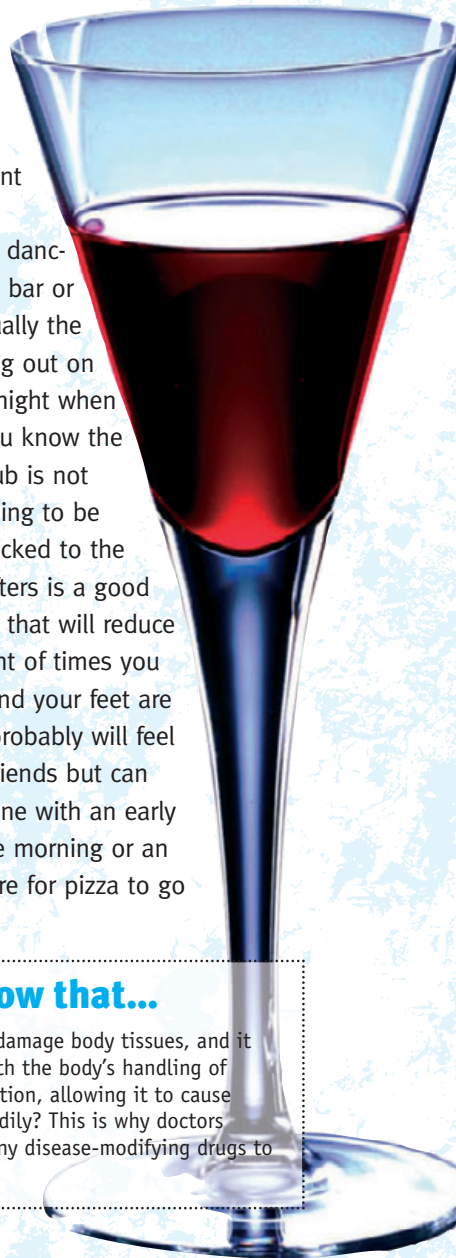 nt
danc-
bar or
ually the
g out on
night when
u know the
ub is not
ing to be
cked to the
ters is a good
that will reduce
nt of times you
nd your feet are
probably will feel
iends but can
ne with an early
e morning or an
re for pizza to go
ow that...
damage body tissues, and it
th the body's handling of
tion, allowing it to cause
dily? This is why doctors
ny disease-modifying drugs to